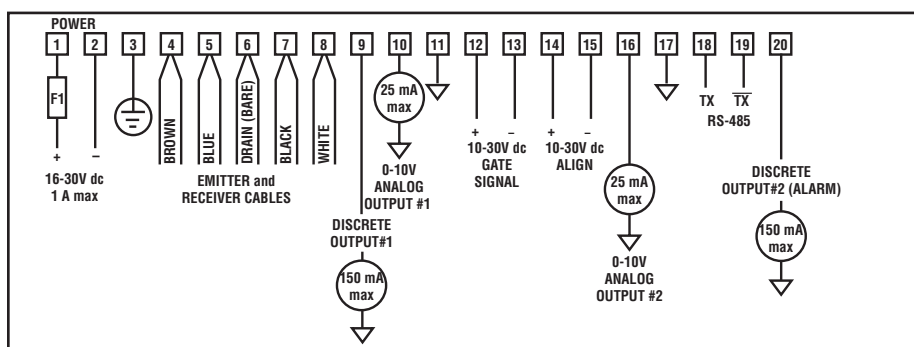 POWER
1 2 3 4 5 6 7 8 9 10 11 12 13 14 15 16 17 18 19 20
F1
+ –
16-30V dc
1 A max
BROWN
BLUE
DRAIN (BARE)
BLACK
WHITE
EMITTER and
RECEIVER CABLES
DISCRETE
OUTPUT#1
150 mA
max
25 mA
max
0-10V
ANALOG
OUTPUT #1
+ –
10-30V dc
GATE
SIGNAL
+ –
10-30V dc
ALIGN
25 mA
max
0-10V
ANALOG
OUTPUT #2
TX TX
RS-485
DISCRETE
OUTPUT#2 (ALARM)
150 mA
max